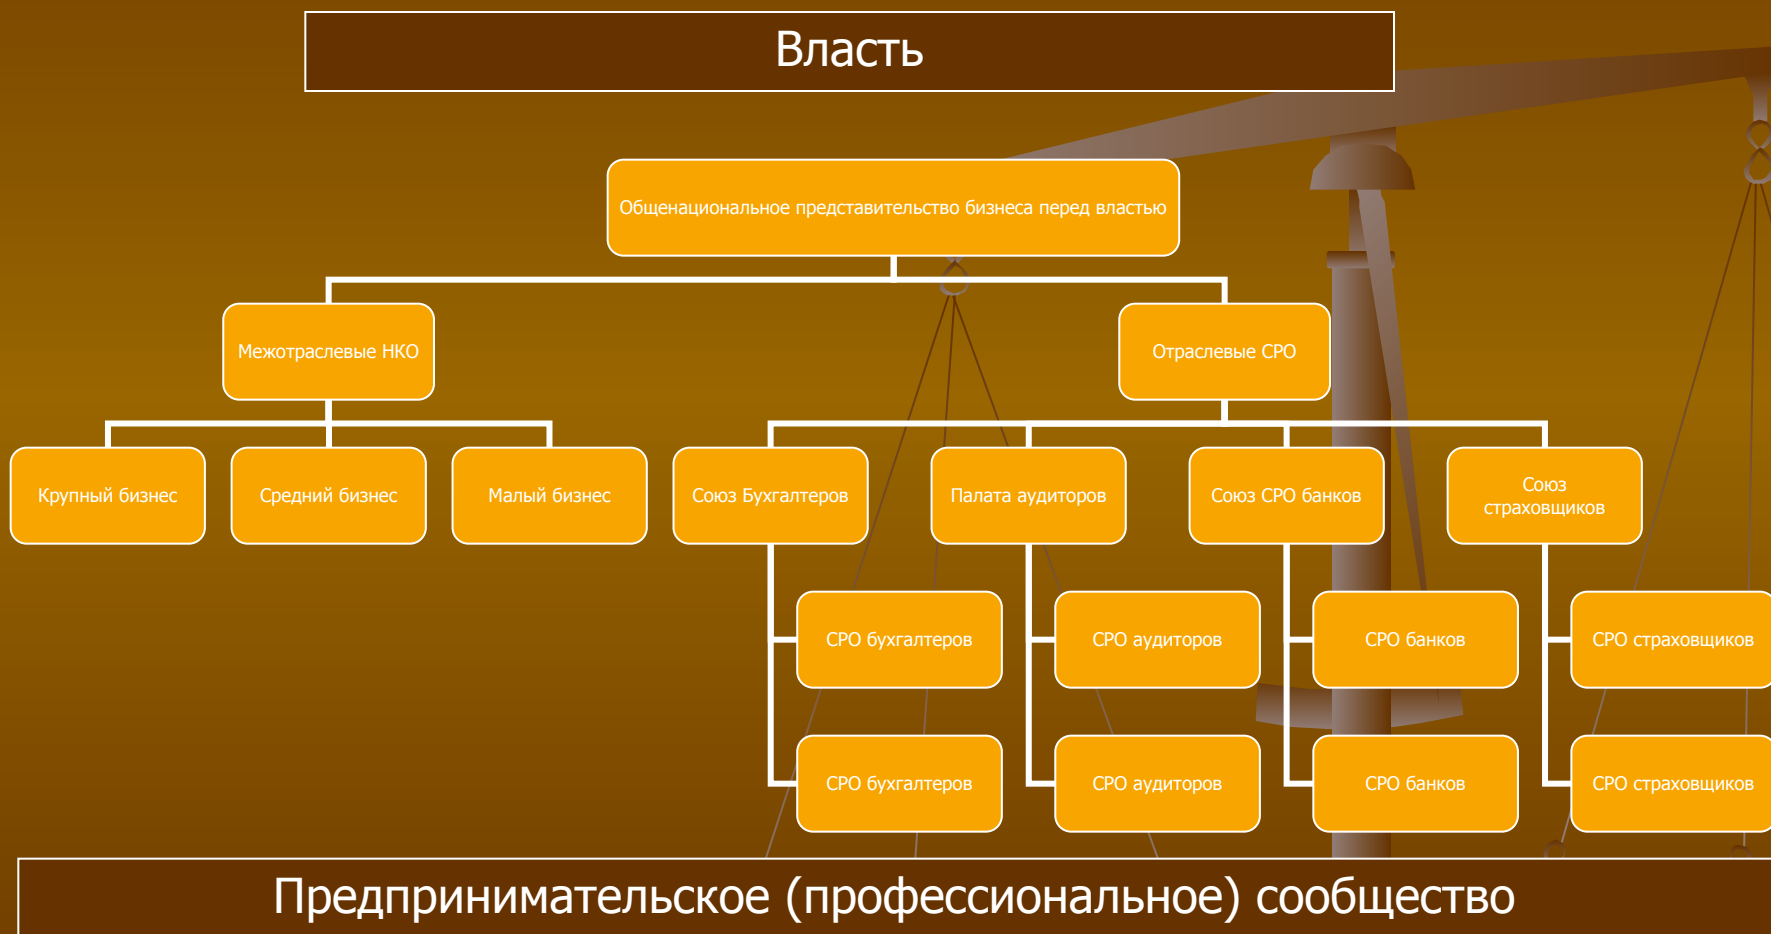 Власть
Общенациональное представительство бизнеса перед властью
Межотраслевые НКО
Отраслевые СРО
Крупный бизнес
Средний бизнес
Малый бизнес
Союз Бухгалтеров
Палата аудиторов
Союз СРО банков
Союз
страховщиков
СРО бухгалтеров
СРО аудиторов
СРО банков
СРО страховщиков
СРО бухгалтеров
СРО аудиторов
СРО банков
СРО страховщиков
Предпринимательское (профессиональное) сообщество